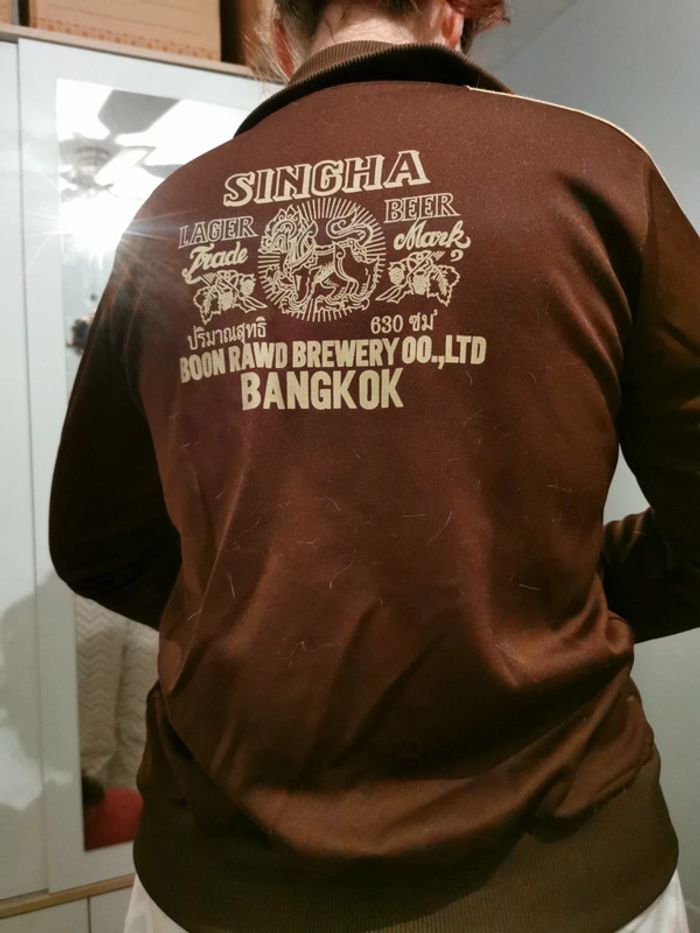 SINGHA
LAGER BEER
Trade Mark
ปริมาณสุทธิ 630 ซม³
BOON RAWD BREWERY OO.,LTD
BANGKOK